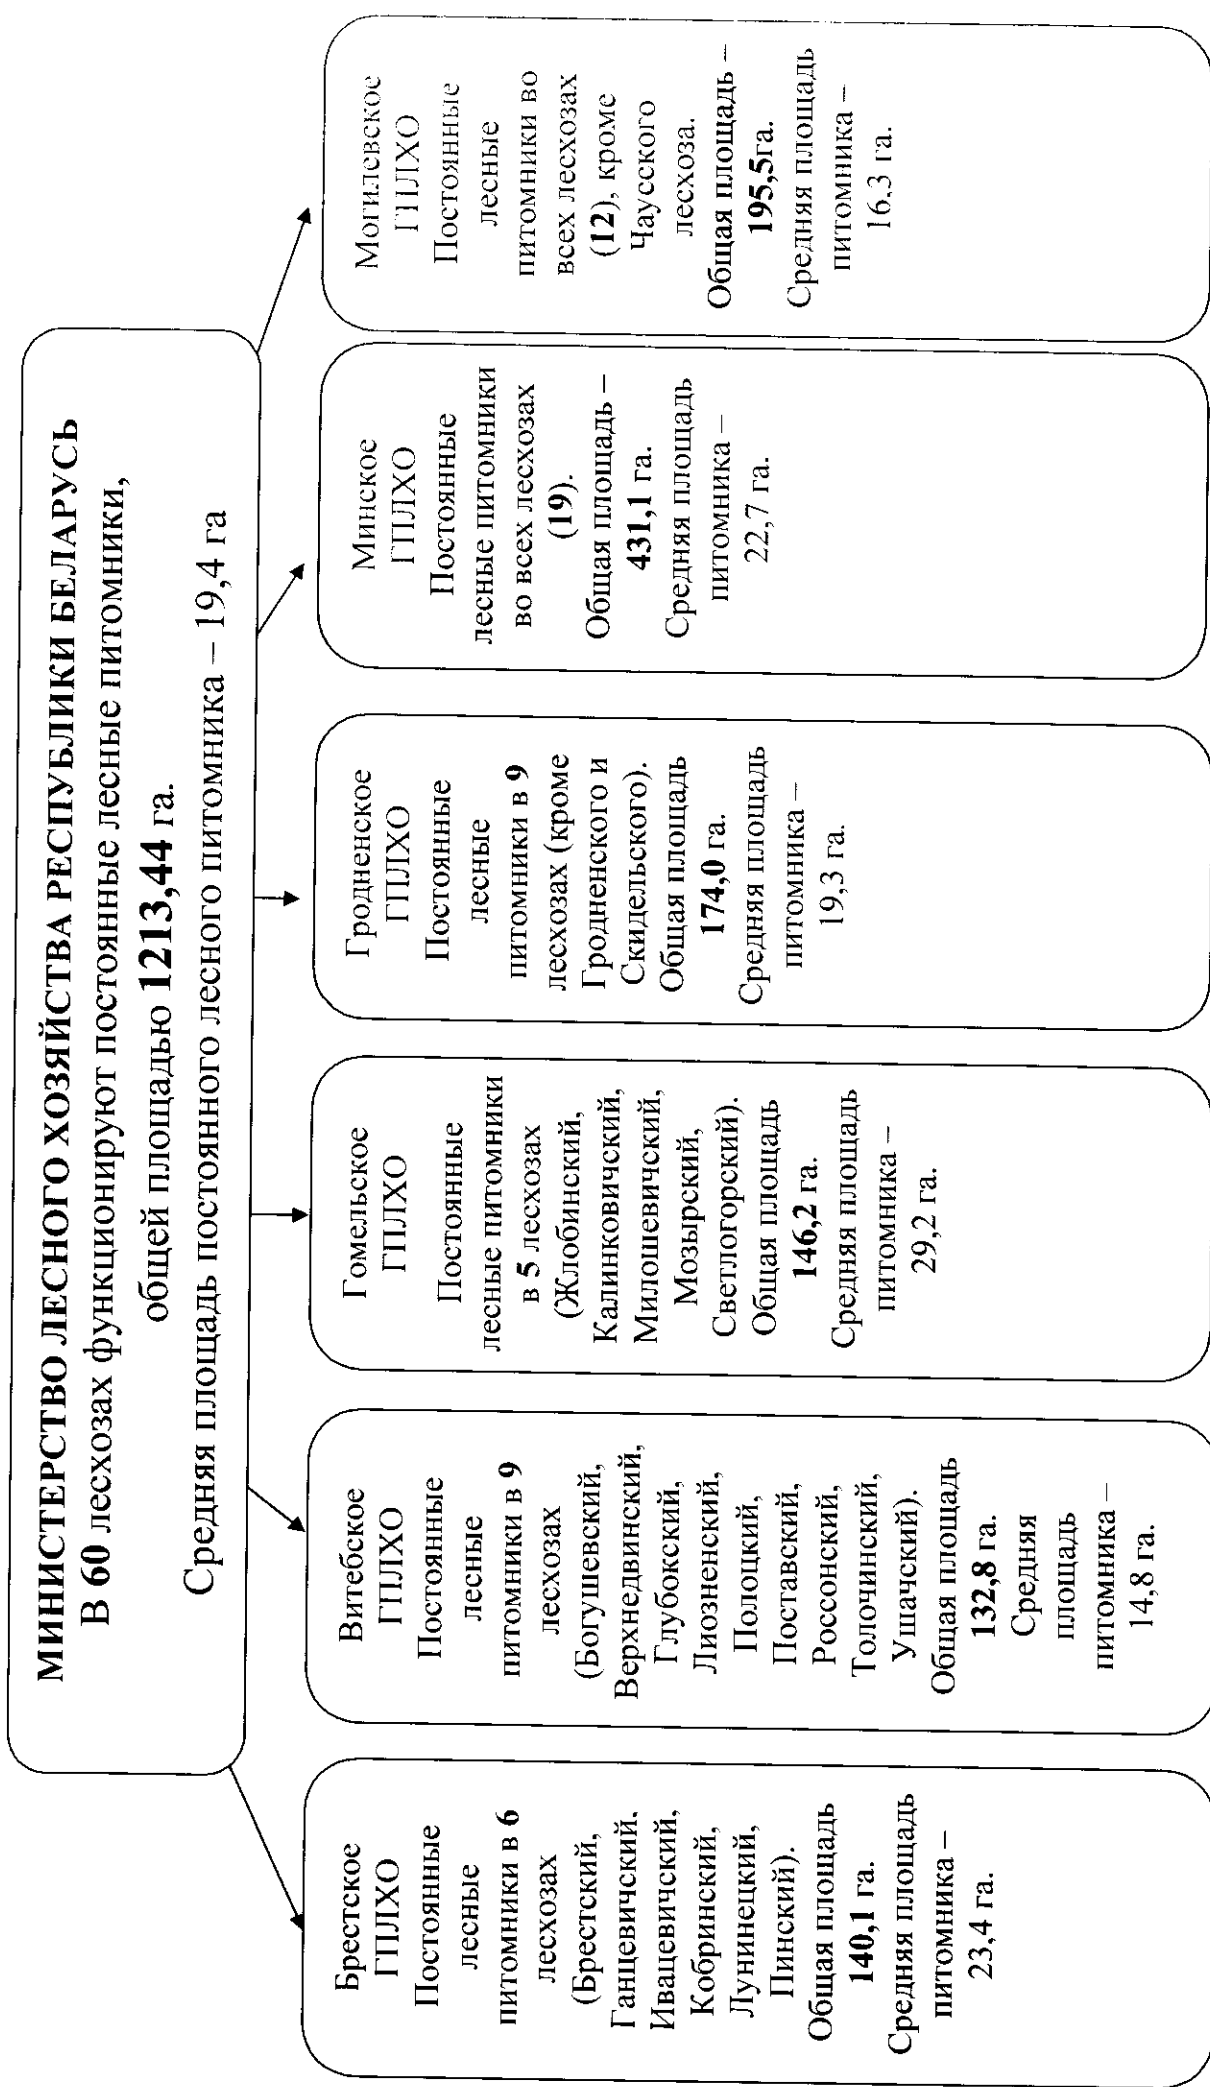 МИНИСТЕРСТВО ЛЕСНОГО ХОЗЯЙСТВА РЕСПУБЛИКИ БЕЛАРУСЬ
В 60 лесхозах функционируют постоянные лесные питомники,
общей площадью 1213,44 га.
Средняя площадь постоянного лесного питомника – 19,4 га
Брестское
ГПЛХО
Постоянные
лесные
питомники в 6
лесхозах
(Брестский,
Ганцевичский.
Ивацевичский,
Кобринский,
Лунинецкий,
Пинский).
Общая площадь
140,1 га.
Средняя площадь
питомника –
23,4 га.
Витебское
ГПЛХО
Постоянные
лесные
питомники в 9
лесхозах
(Богушевский,
Верхнедвинский,
Глубокский,
Лиозненский,
Полоцкий,
Поставский,
Россонский,
Толочинский,
Ушачский).
Общая площадь
132,8 га.
Средняя
площадь
питомника –
14,8 га.
Гомельское
ГПЛХО
Постоянные
лесные питомники
в 5 лесхозах
(Жлобинский,
Калинковичский,
Милошевичский,
Мозырский,
Светлогорский).
Общая площадь
146,2 га.
Средняя площадь
питомника –
29,2 га.
Гродненское
ГПЛХО
Постоянные
лесные
питомники в 9
лесхозах (кроме
Гродненского и
Скидельского).
Общая площадь
174,0 га.
Средняя площадь
питомника –
19,3 га.
Минское
ГПЛХО
Постоянные
лесные питомники
во всех лесхозах
(19).
Общая площадь –
431,1 га.
Средняя площадь
питомника –
22,7 га.
Могилевское
ГПЛХО
Постоянные
лесные
питомники во
всех лесхозах
(12), кроме
Чаусского
лесхоза.
Общая площадь –
195,5га.
Средняя площадь
питомника –
16,3 га.